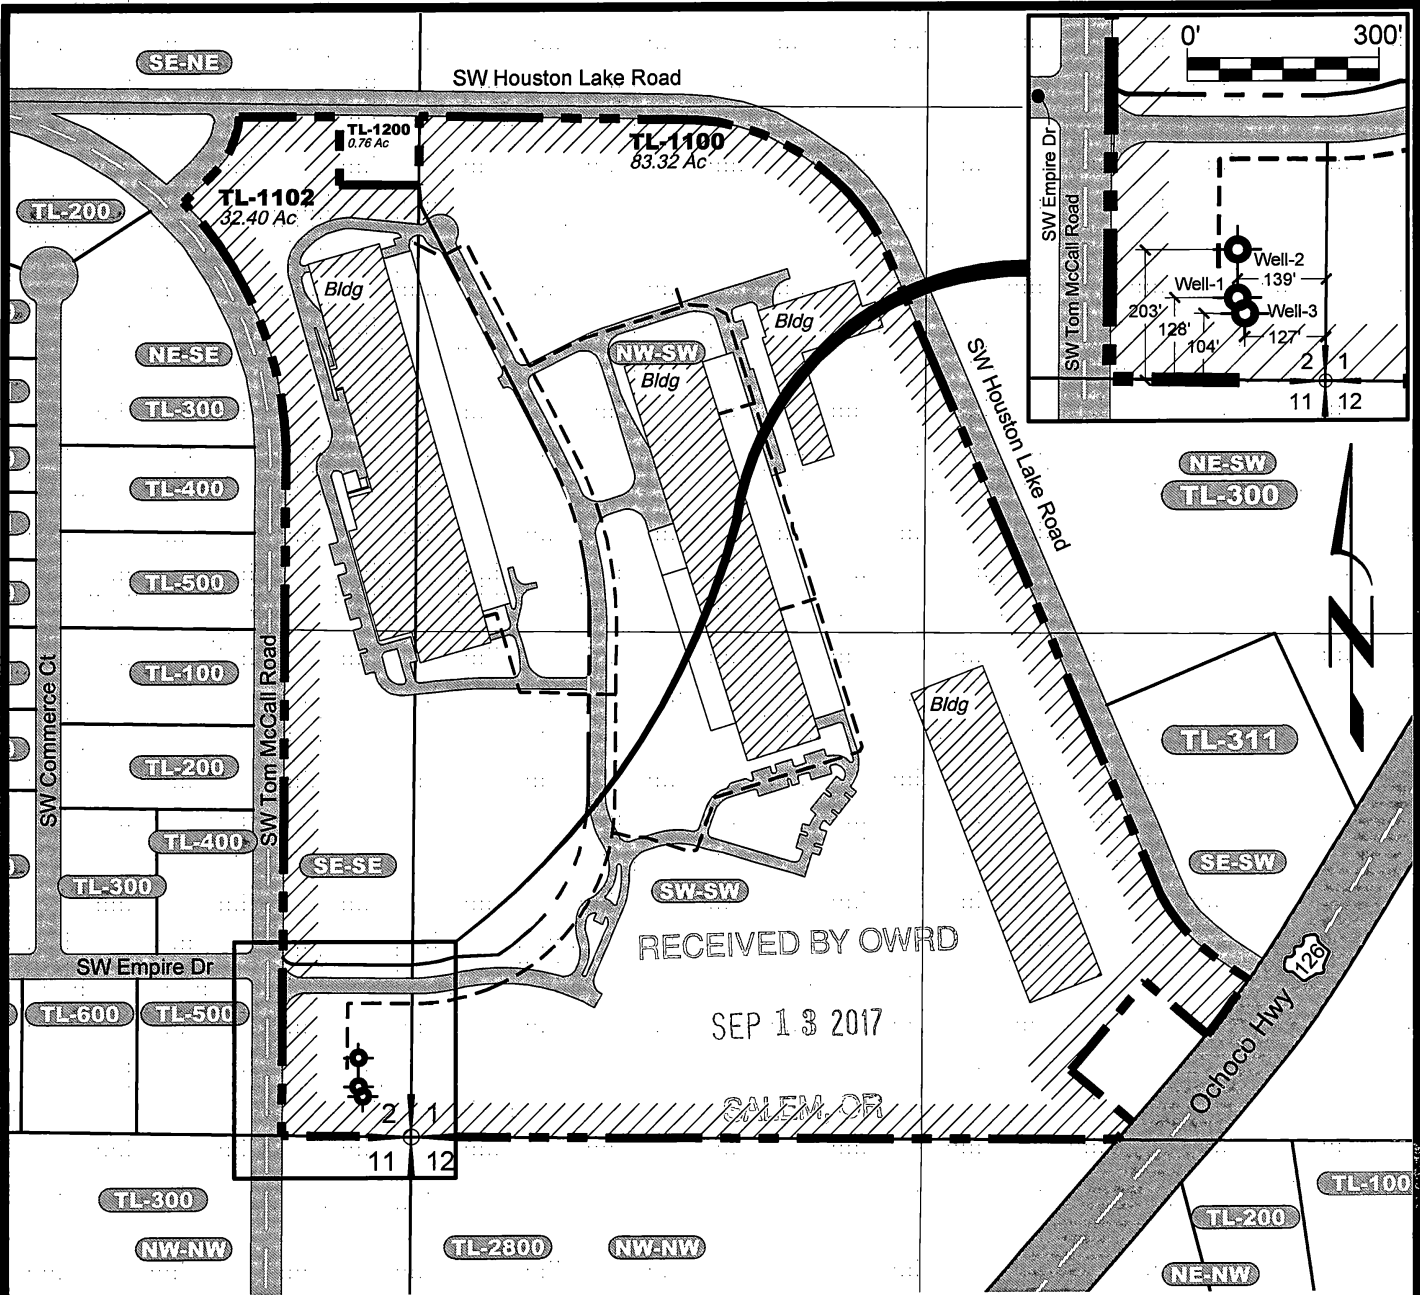 SE-NE
SW Houston Lake Road
TL-1200
0.76 Ac
TL-1100
83.32 Ac
TL-1102
32.40 Ac
TL-200
Bldg
Bldg
NW-SW
Bldg
NE-SE
TL-300
TL-400
TL-500
TL-100
TL-200
TL-400
TL-300
SW Commerce Ct
SW Tom McCall Road
SW Houston Lake Road
0' 300'
SW Empire Dr
SW Tom McCall Road
Well-2
139'
Well-1
Well-3
203'
128'
104'
127'
2 1
11 12
NE-SW
TL-300
N
TL-311
Bldg
SE-SW
SE-SE
SW-SW
RECEIVED BY OWRD
SEP 13 2017
SALEM, OR
126
Ochoco Hwy
SW Empire Dr
TL-600
TL-500
2 1
11 12
TL-300
NW-NW
TL-2800
NW-NW
TL-100
TL-200
NE-NW